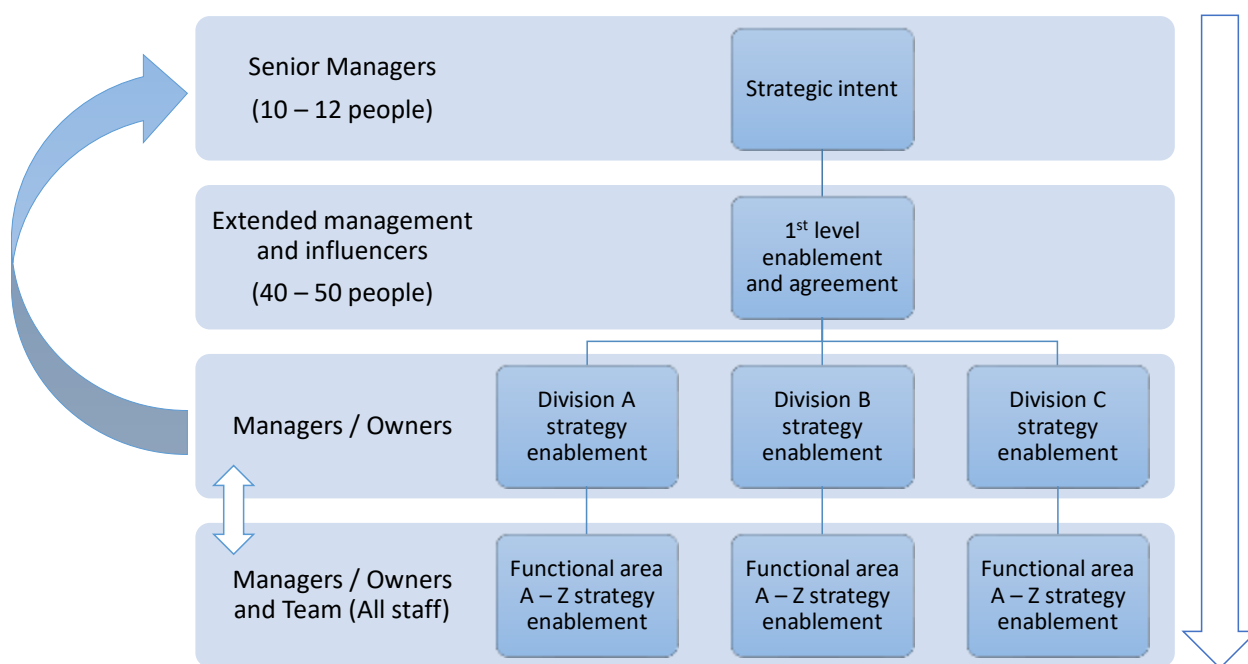 Senior Managers
(10 – 12 people)
Strategic intent
Extended management
and influencers
(40 – 50 people)
1st level
enablement
and agreement
Managers / Owners
Division A
strategy
enablement
Division B
strategy
enablement
Division C
strategy
enablement
Managers / Owners
and Team (All staff)
Functional area
A – Z strategy
enablement
Functional area
A – Z strategy
enablement
Functional area
A – Z strategy
enablement